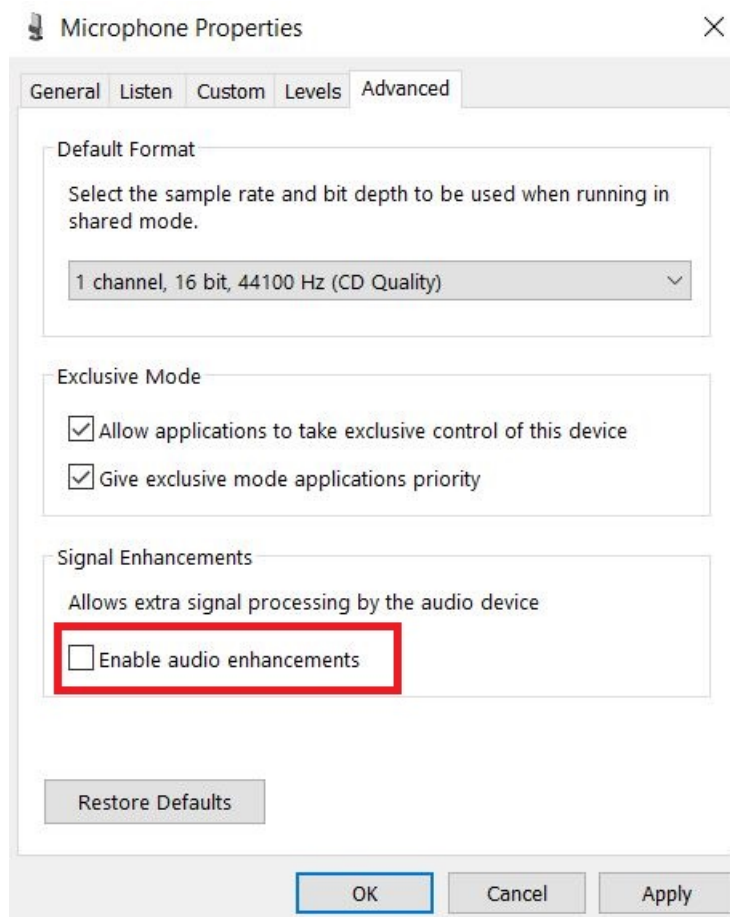 Microphone Properties
General Listen Custom Levels Advanced
Default Format
Select the sample rate and bit depth to be used when running in
shared mode.
1 channel, 16 bit, 44100 Hz (CD Quality)
Exclusive Mode
Allow applications to take exclusive control of this device
Give exclusive mode applications priority
Signal Enhancements
Allows extra signal processing by the audio device
Enable audio enhancements
Restore Defaults
OK Cancel Apply